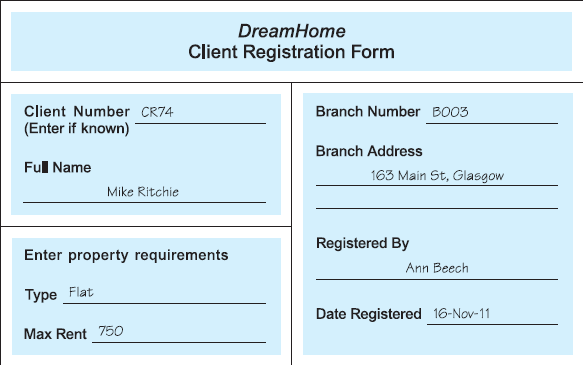 DreamHome
Client Registration Form
Client Number CR74
(Enter if known)
Full Name
Mike Ritchie
Enter property requirements
Type Flat
Max Rent 750
Branch Number B003
Branch Address
163 Main St, Glasgow
Registered By
Ann Beech
Date Registered 16-Nov-11